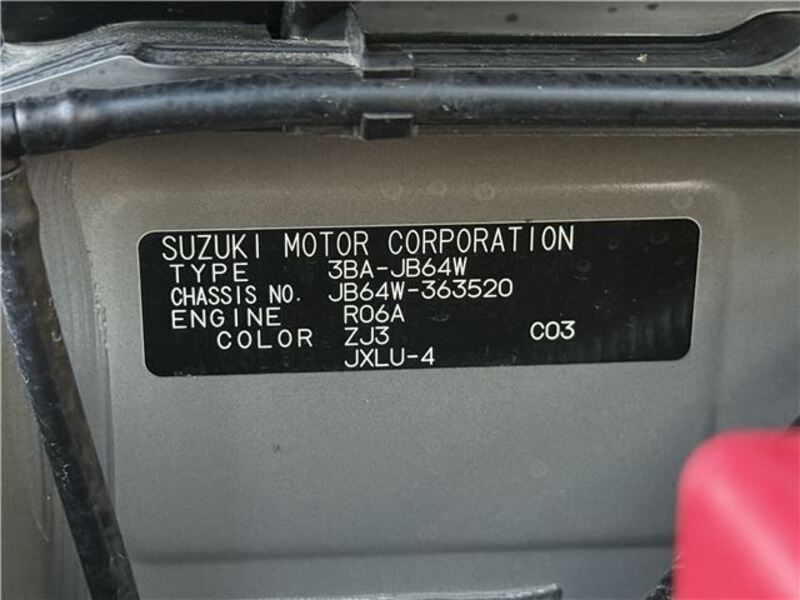 SUZUKI MOTOR CORPORATION
TYPE 3BA-JB64W
CHASSIS NO. JB64W-363520
ENGINE R06A
COLOR ZJ3 C03
JXLU-4